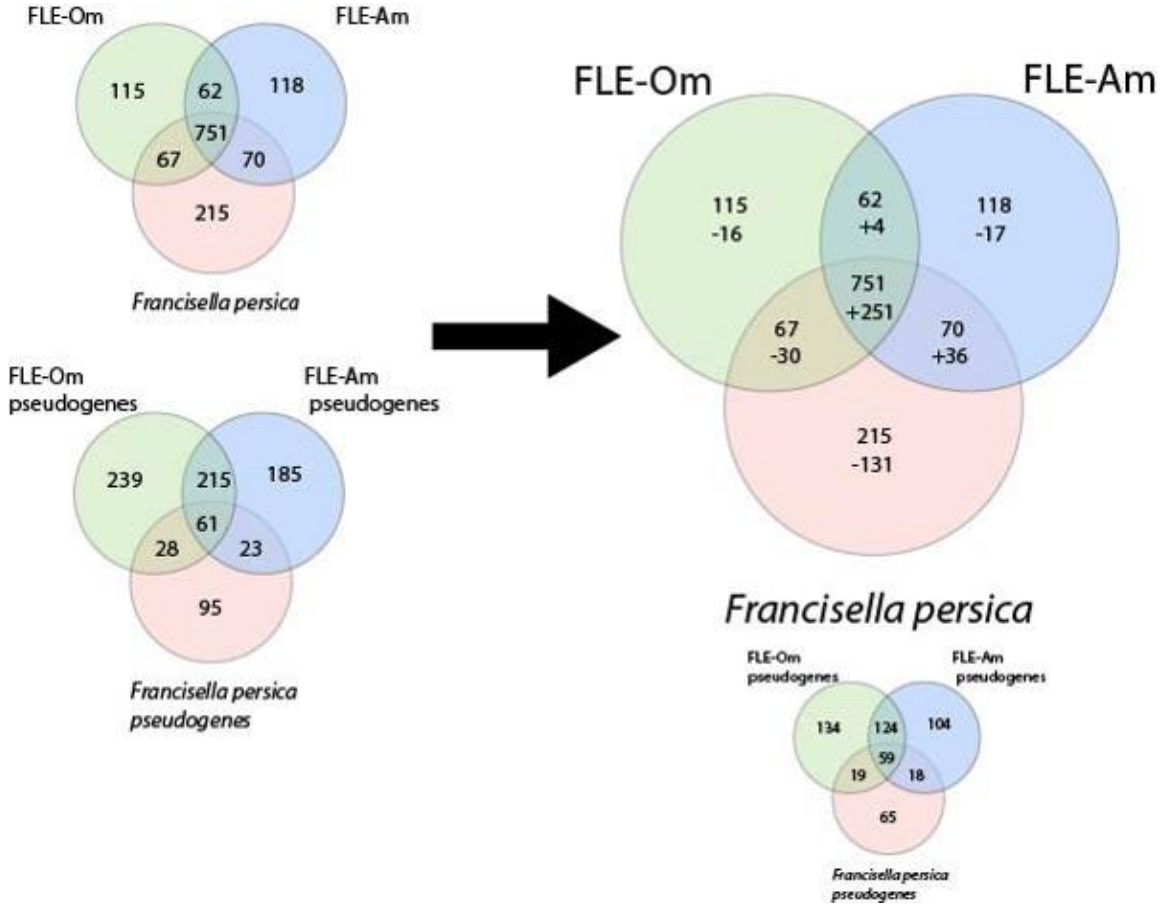 FLE-Om
FLE-Am
115
62
118
751
67
70
215
Francisella persica
FLE-Om
pseudogenes
FLE-Am
pseudogenes
239
215
185
61
28
23
95
Francisella persica
pseudogenes
FLE-Om
FLE-Am
115
-16
62
+4
118
-17
751
+251
67
-30
70
+36
215
-131
Francisella persica
FLE-Om
pseudogenes
FLE-Am
pseudogenes
134
124
104
59
19
18
65
Francisella persica
pseudogenes